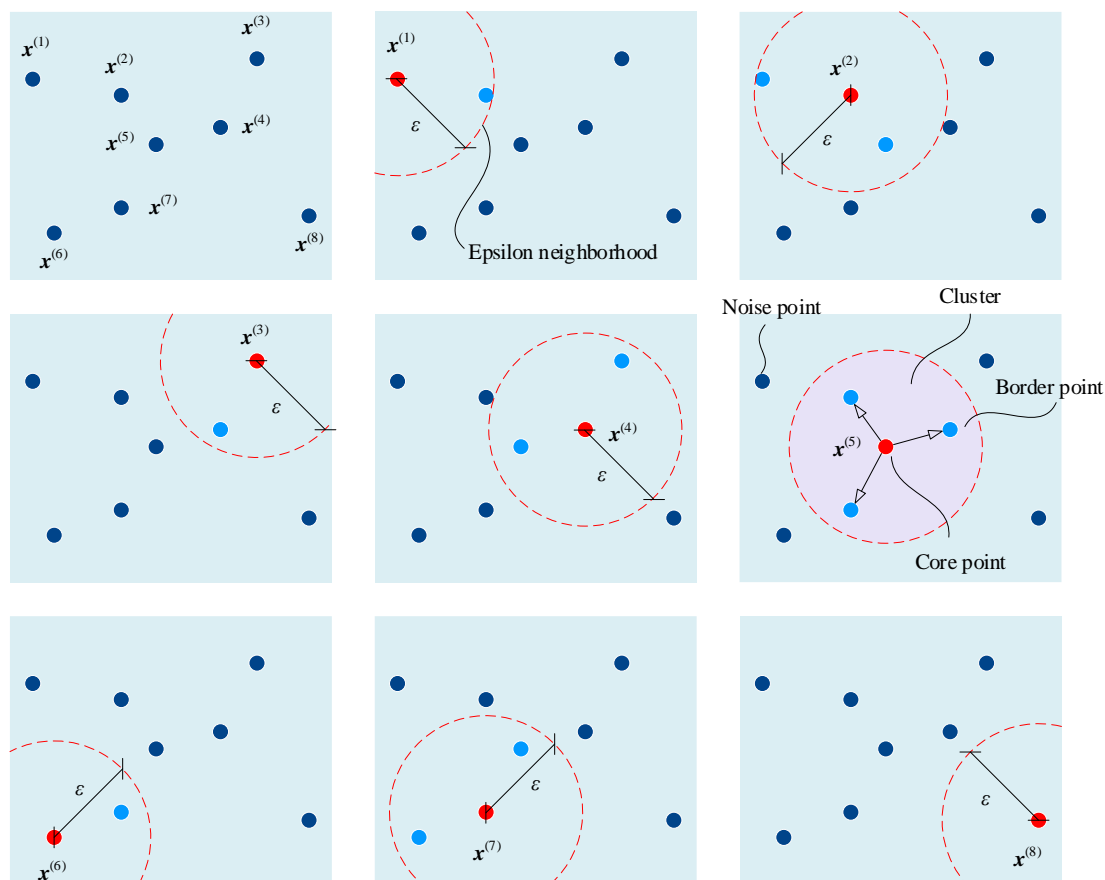 x(3)
x(1)
x(2)
x(4)
x(5)
x(7)
x(6)
x(8)
x(1)
ε
Epsilon neighborhood
x(2)
ε
x(3)
ε
x(4)
ε
Noise point
Cluster
Border point
x(5)
Core point
ε
x(6)
ε
x(7)
ε
x(8)